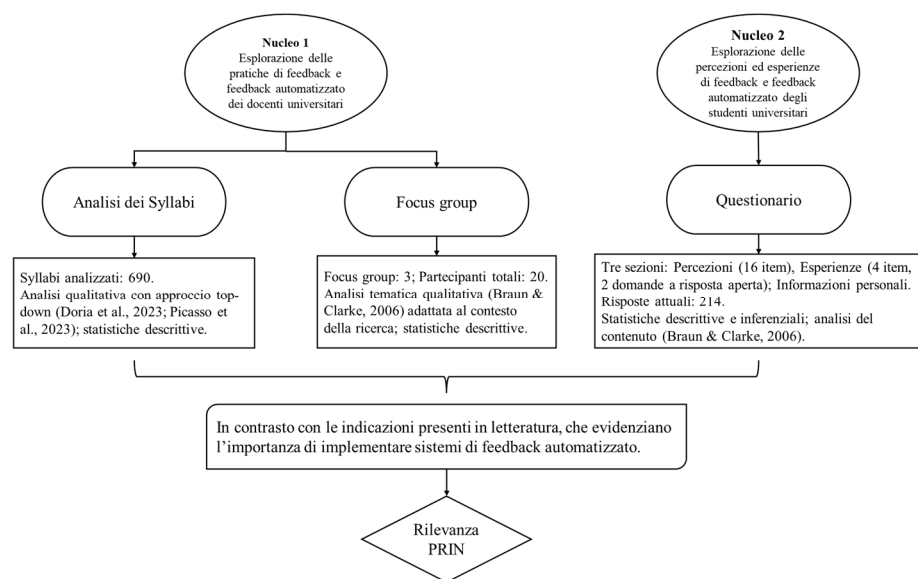 Nucleo 1
Esplorazione delle
pratiche di feedback e
feedback automatizzato
dei docenti universitari
Nucleo 2
Esplorazione delle
percezioni ed esperienze
di feedback e feedback
automatizzato degli
studenti universitari
Analisi dei Syllabi
Focus group
Questionario
Syllabi analizzati: 690.
Analisi qualitativa con approccio top-
down (Doria et al., 2023; Picasso et
al., 2023); statistiche descrittive.
Focus group: 3; Partecipanti totali: 20.
Analisi tematica qualitativa (Braun &
Clarke, 2006) adattata al contesto
della ricerca; statistiche descrittive.
Tre sezioni: Percezioni (16 item), Esperienze (4 item,
2 domande a risposta aperta); Informazioni personali.
Risposte attuali: 214.
Statistiche descrittive e inferenziali; analisi del
contenuto (Braun & Clarke, 2006).
In contrasto con le indicazioni presenti in letteratura, che evidenziano
l’importanza di implementare sistemi di feedback automatizzato.
Rilevanza
PRIN